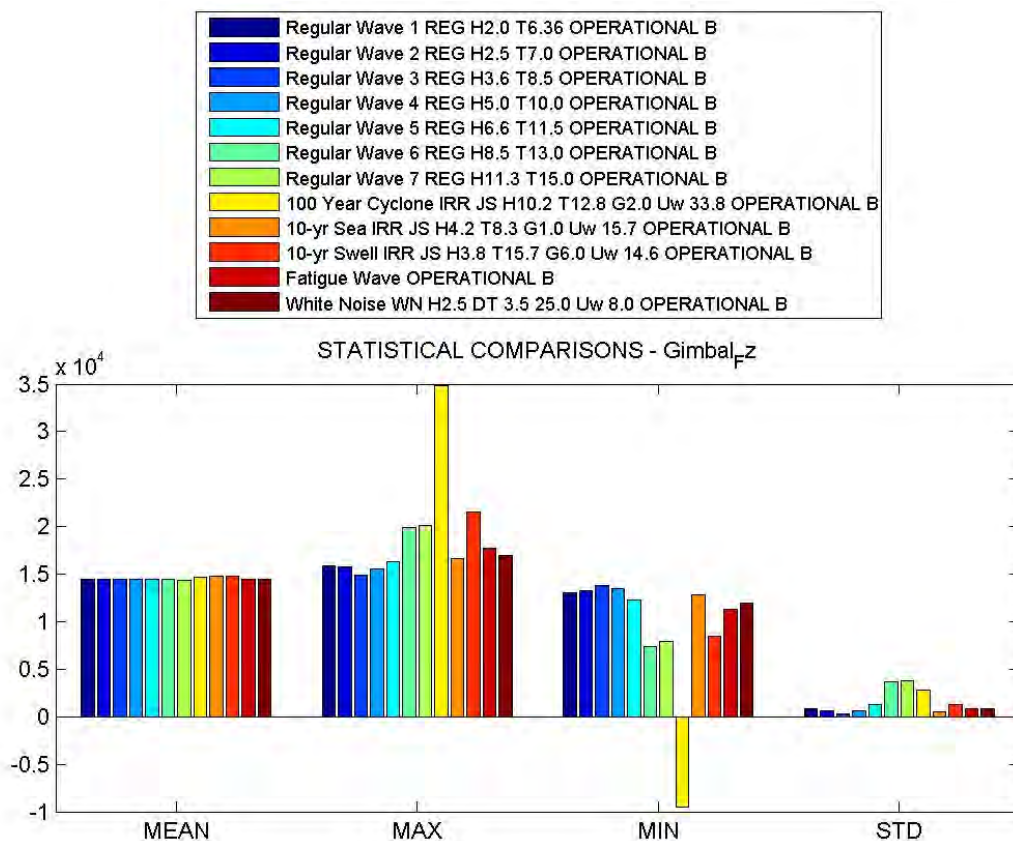 Regular Wave 1 REG H2.0 T6.36 OPERATIONAL B
Regular Wave 2 REG H2.5 T7.0 OPERATIONAL B
Regular Wave 3 REG H3.6 T8.5 OPERATIONAL B
Regular Wave 4 REG H5.0 T10.0 OPERATIONAL B
Regular Wave 5 REG H6.6 T11.5 OPERATIONAL B
Regular Wave 6 REG H8.5 T13.0 OPERATIONAL B
Regular Wave 7 REG H11.3 T15.0 OPERATIONAL B
100 Year Cyclone IRR JS H10.2 T12.8 G2.0 Uw 33.8 OPERATIONAL B
10-yr Sea IRR JS H4.2 T8.3 G1.0 Uw 15.7 OPERATIONAL B
10-yr Swell IRR JS H3.8 T15.7 G6.0 Uw 14.6 OPERATIONAL B
Fatigue Wave OPERATIONAL B
White Noise WN H2.5 DT 3.5 25.0 Uw 8.0 OPERATIONAL B
STATISTICAL COMPARISONS - Gimbal_Fz
x 10^4
3.5
3
2.5
2
1.5
1
0.5
0
-0.5
-1
MEAN MAX MIN STD